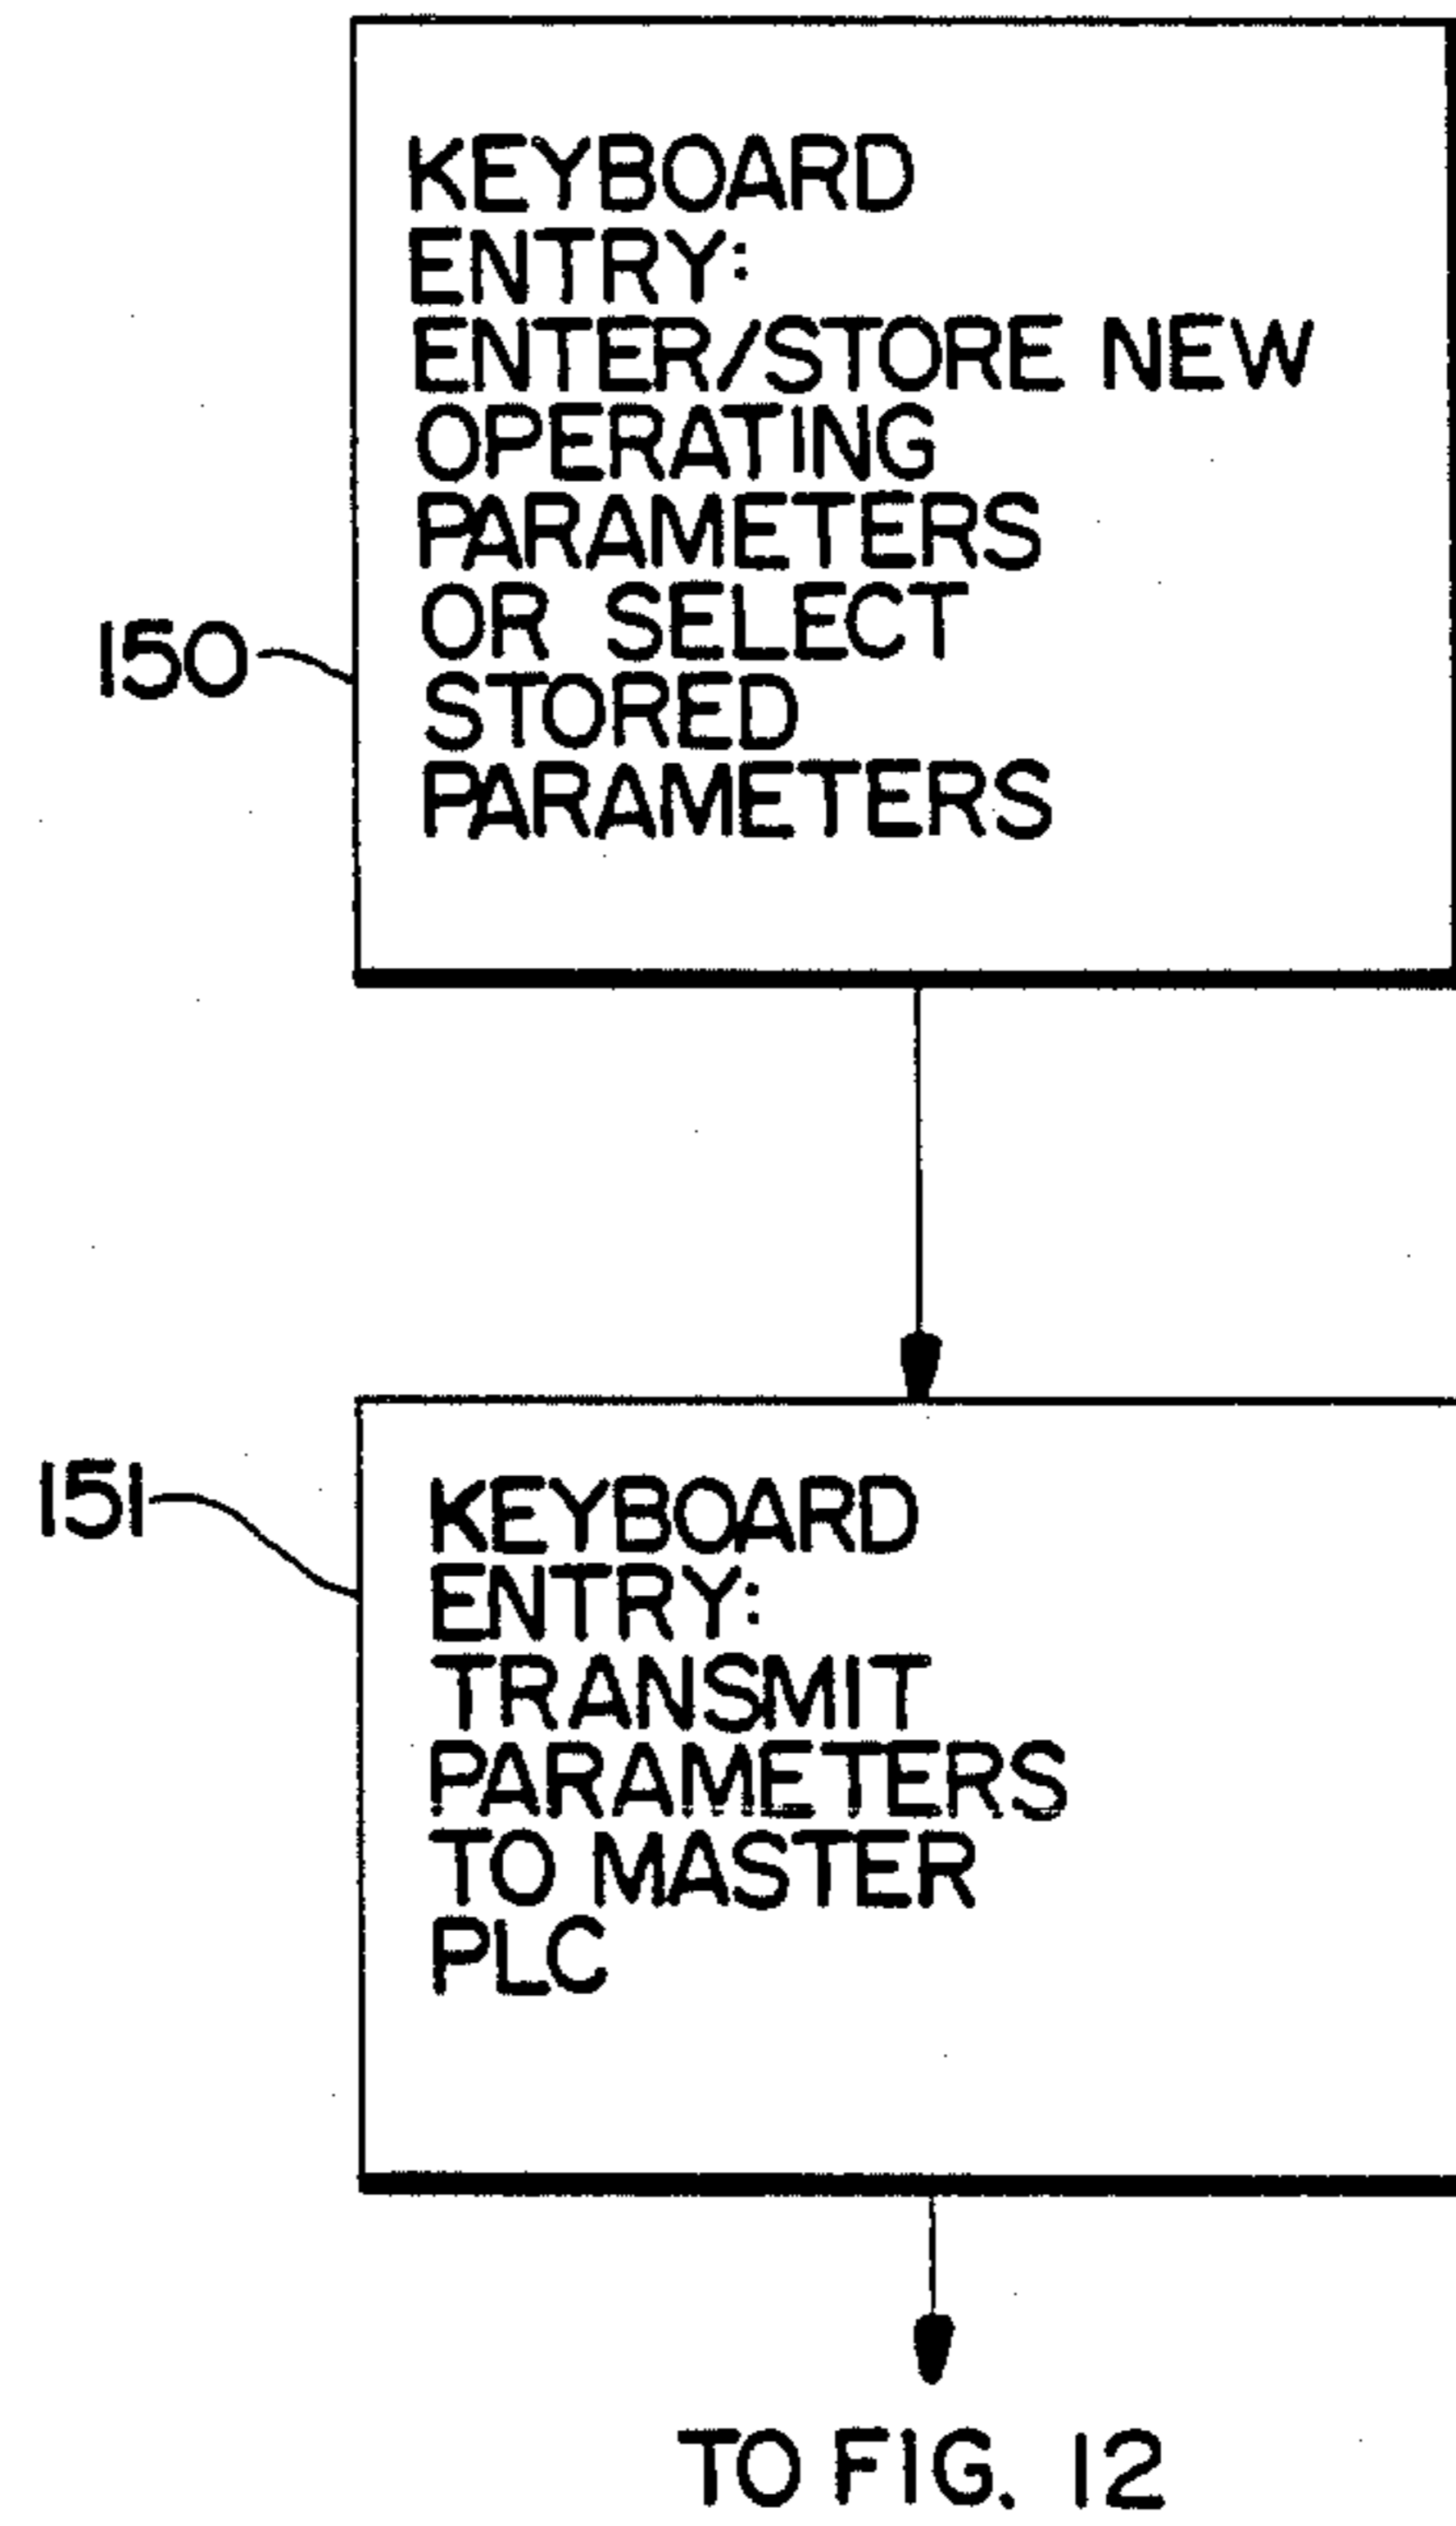 KEYBOARD
ENTRY:
ENTER/STORE NEW
OPERATING
PARAMETERS
OR SELECT
STORED
PARAMETERS
150
151
KEYBOARD
ENTRY:
TRANSMIT
PARAMETERS
TO MASTER
PLC
TO FIG. 12